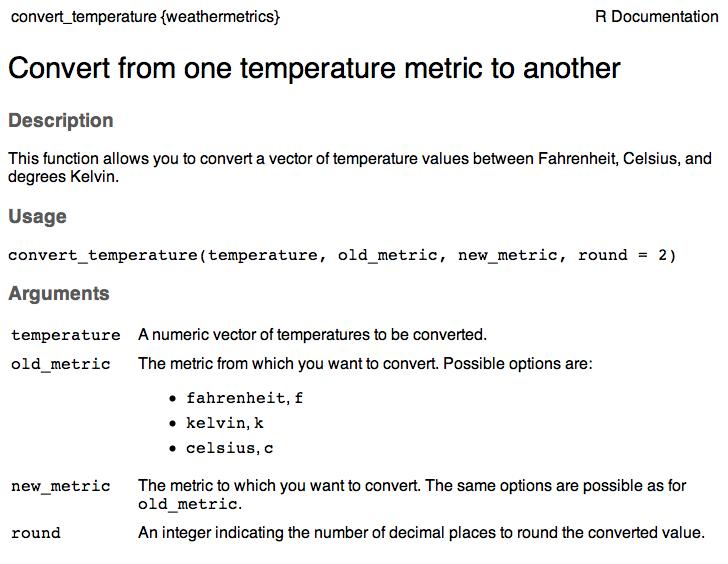 convert_temperature {weathermetrics} R Documentation
Convert from one temperature metric to another
Description
This function allows you to convert a vector of temperature values between Fahrenheit, Celsius, and
degrees Kelvin.
Usage
convert_temperature(temperature, old_metric, new_metric, round = 2)
Arguments
temperature A numeric vector of temperatures to be converted.
old_metric The metric from which you want to convert. Possible options are:
• fahrenheit, f
• kelvin, k
• celsius, c
new_metric The metric to which you want to convert. The same options are possible as for
old_metric.
round An integer indicating the number of decimal places to round the converted value.